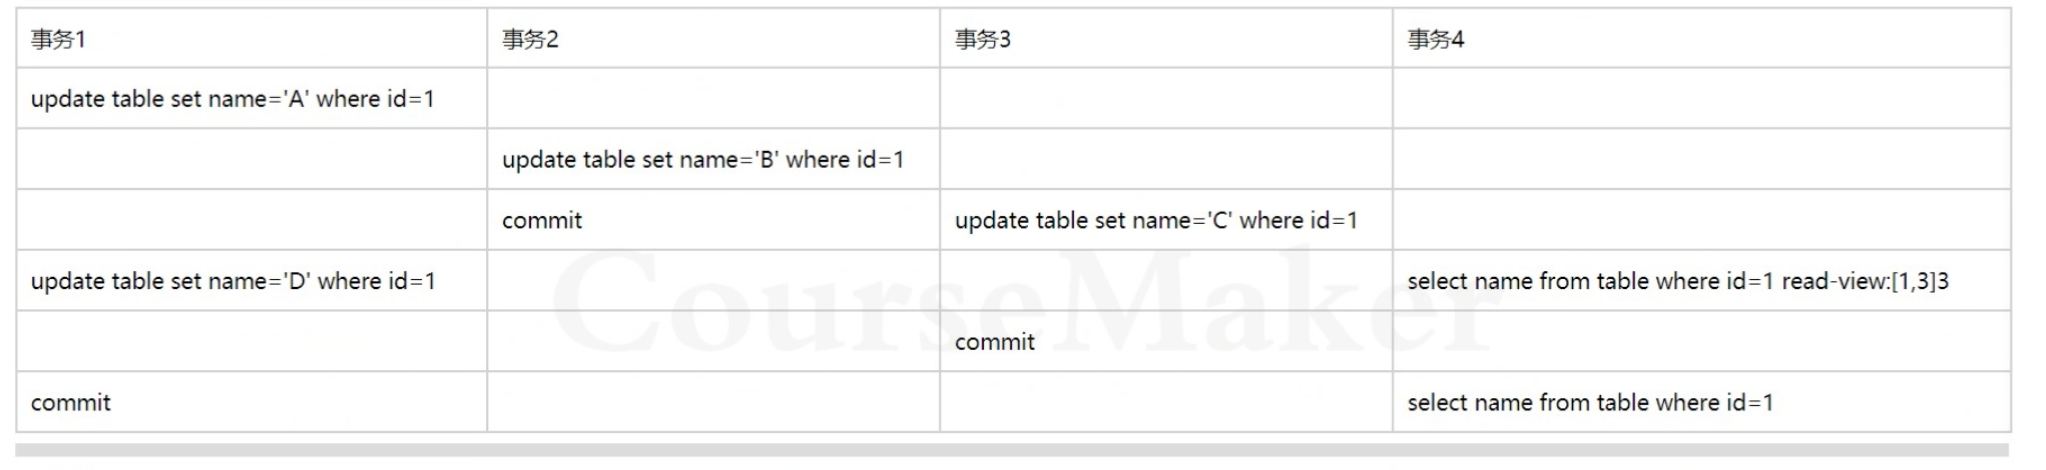 事务1 事务2 事务3 事务4
update table set name='A' where id=1
update table set name='B' where id=1
commit update table set name='C' where id=1
update table set name='D' where id=1 select name from table where id=1 read-view:[1,3]3
commit
commit select name from table where id=1
CourseMaker